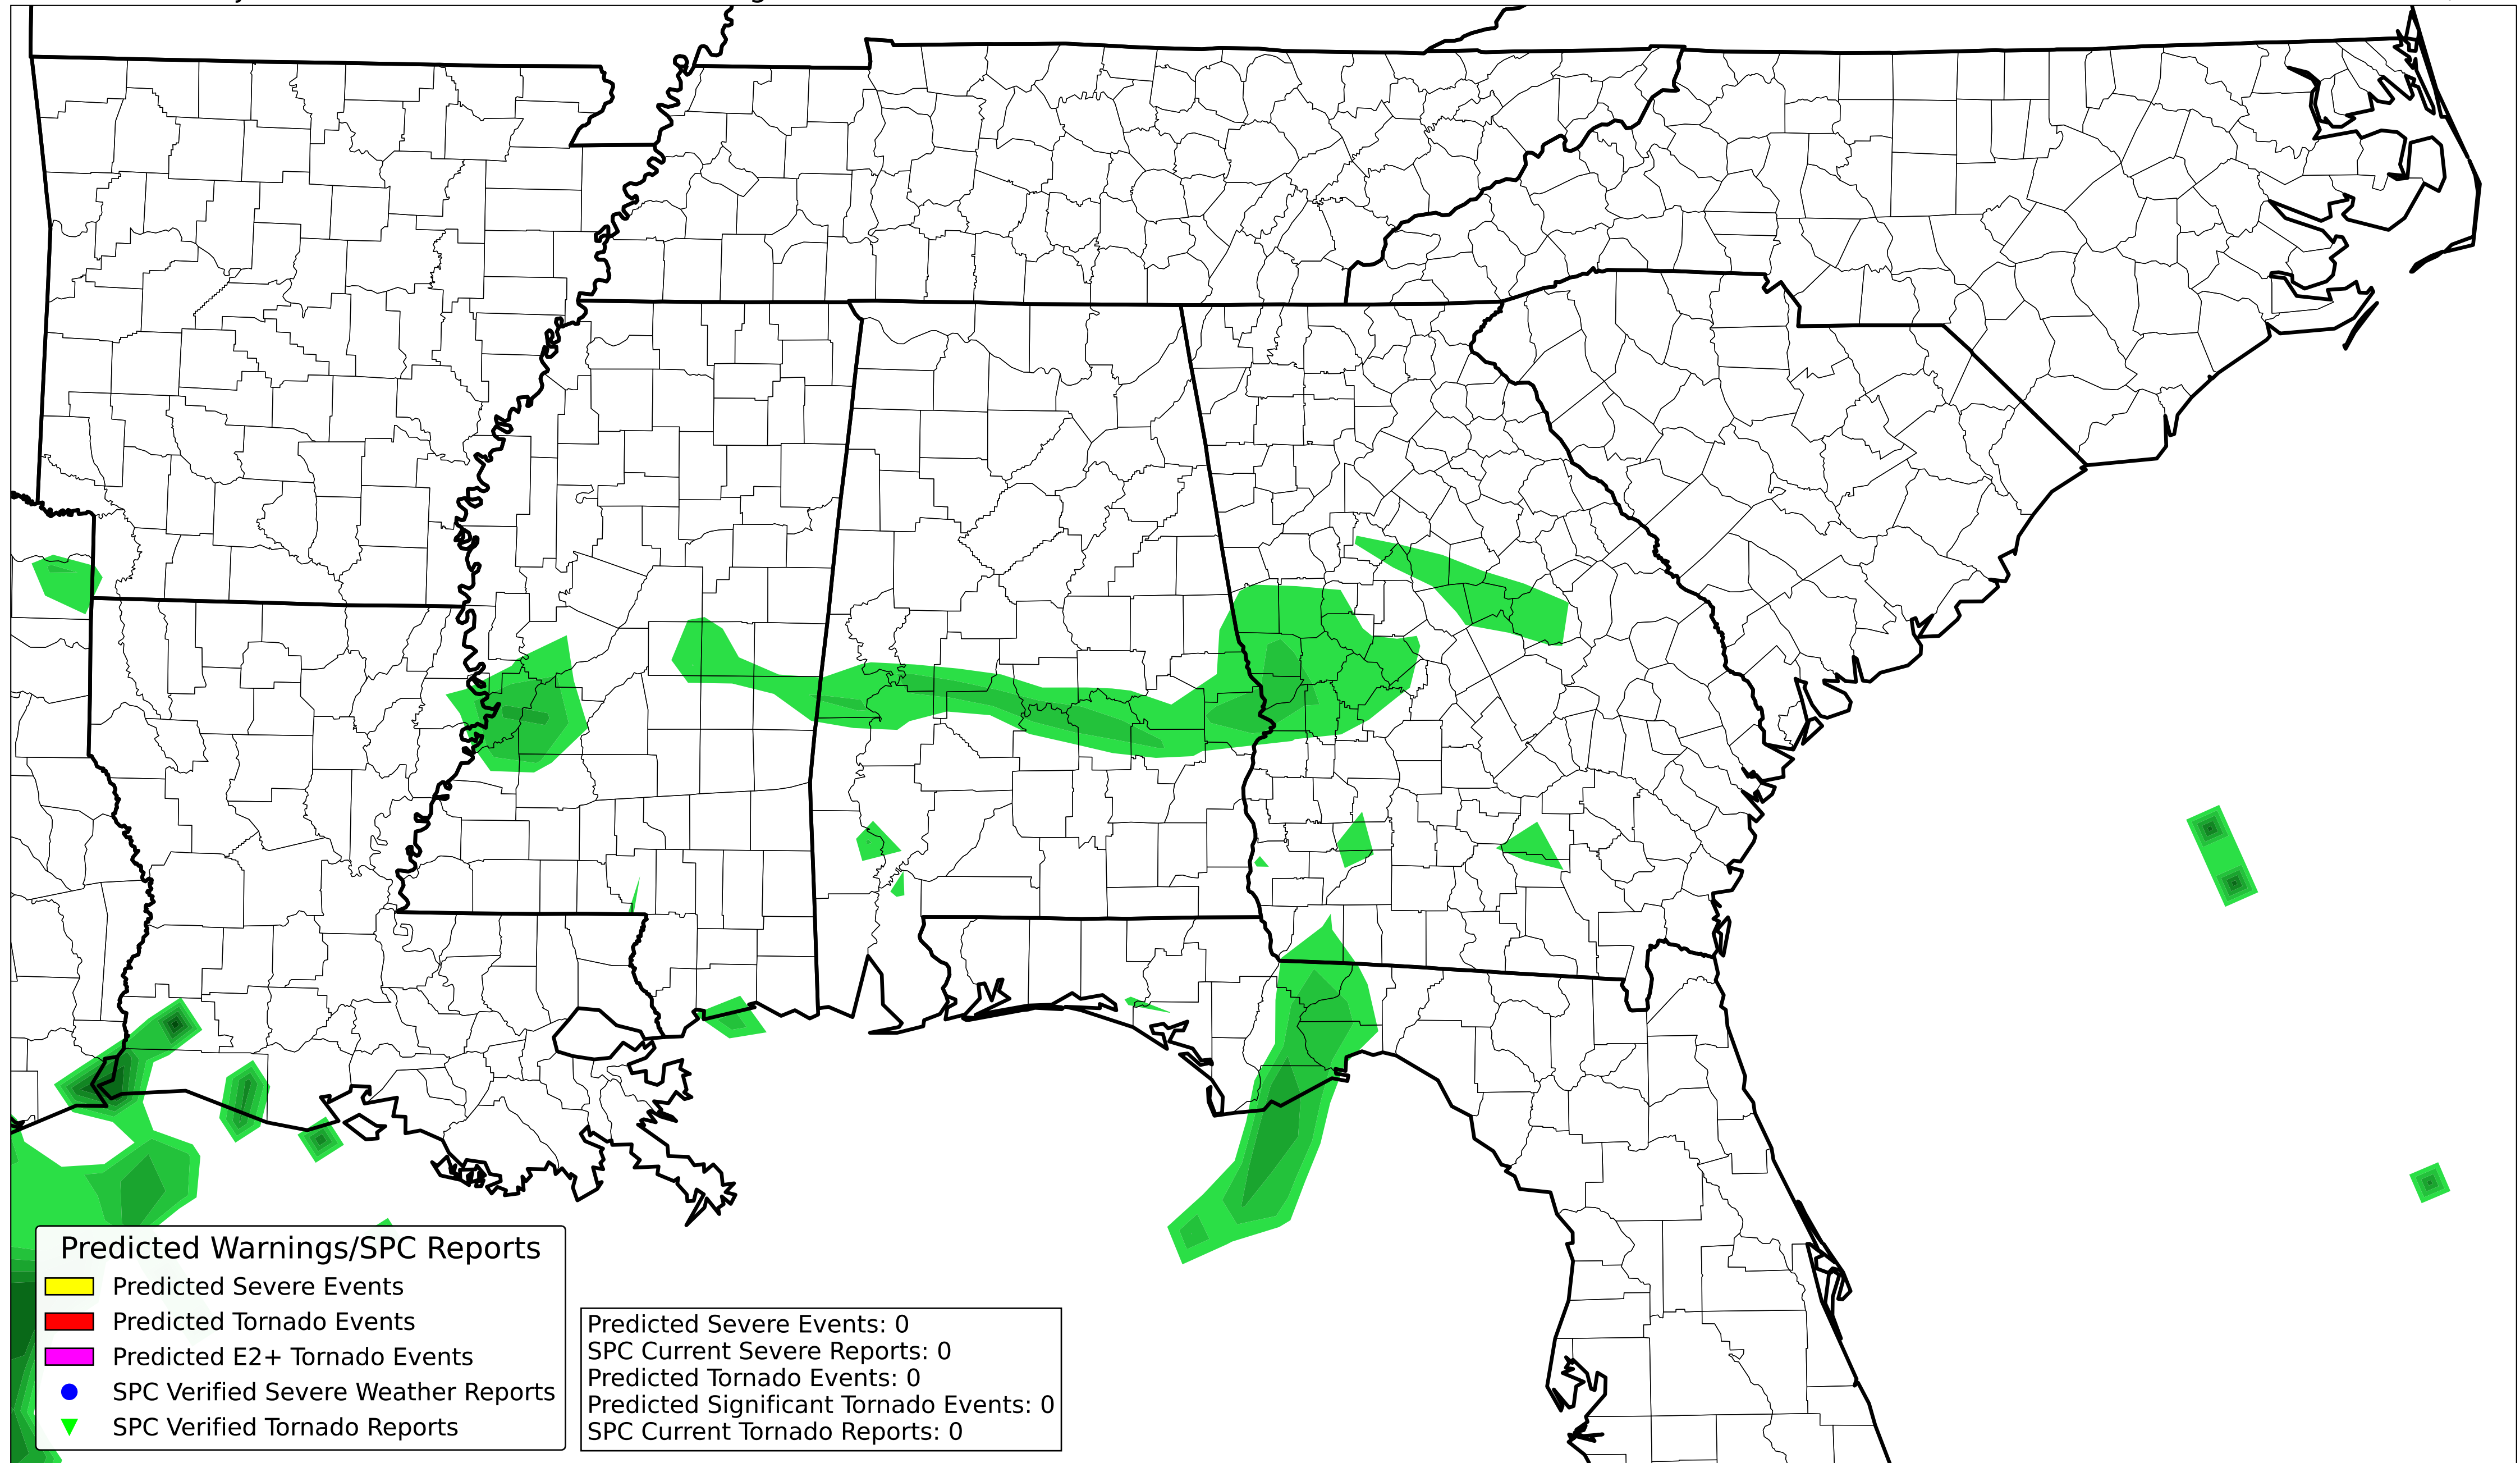 Predicted Warnings/SPC Reports
Predicted Severe Events
Predicted Tornado Events
Predicted E2+ Tornado Events
SPC Verified Severe Weather Reports
SPC Verified Tornado Reports
Predicted Severe Events: 0
SPC Current Severe Reports: 0
Predicted Tornado Events: 0
Predicted Significant Tornado Events: 0
SPC Current Tornado Reports: 0